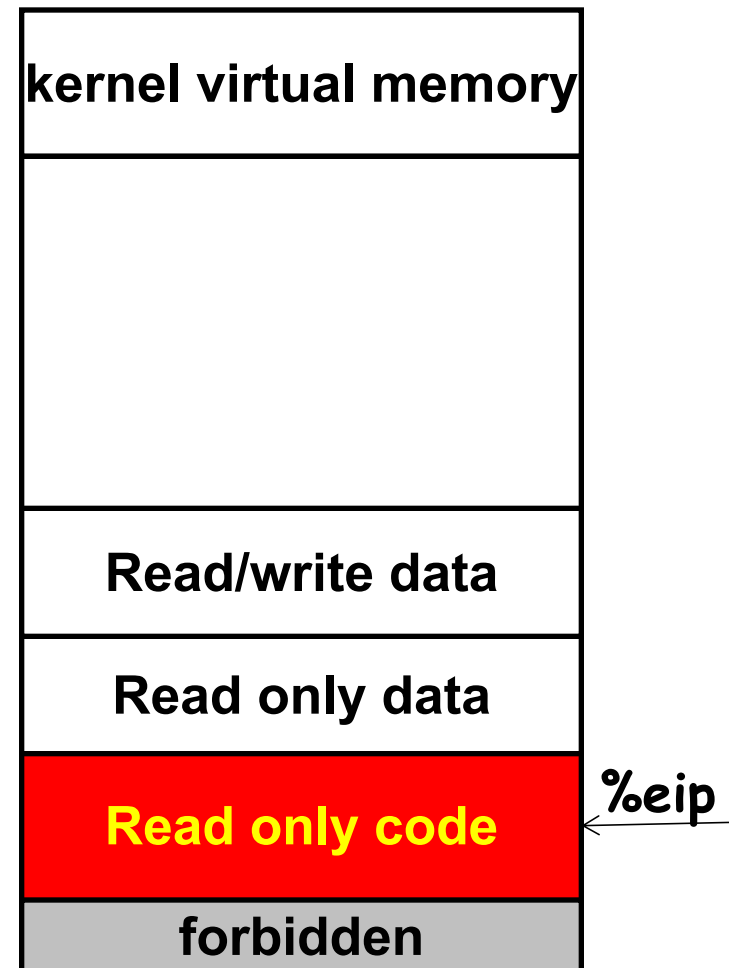 kernel virtual memory
Read/write data
Read only data
%eip
Read only code
forbidden